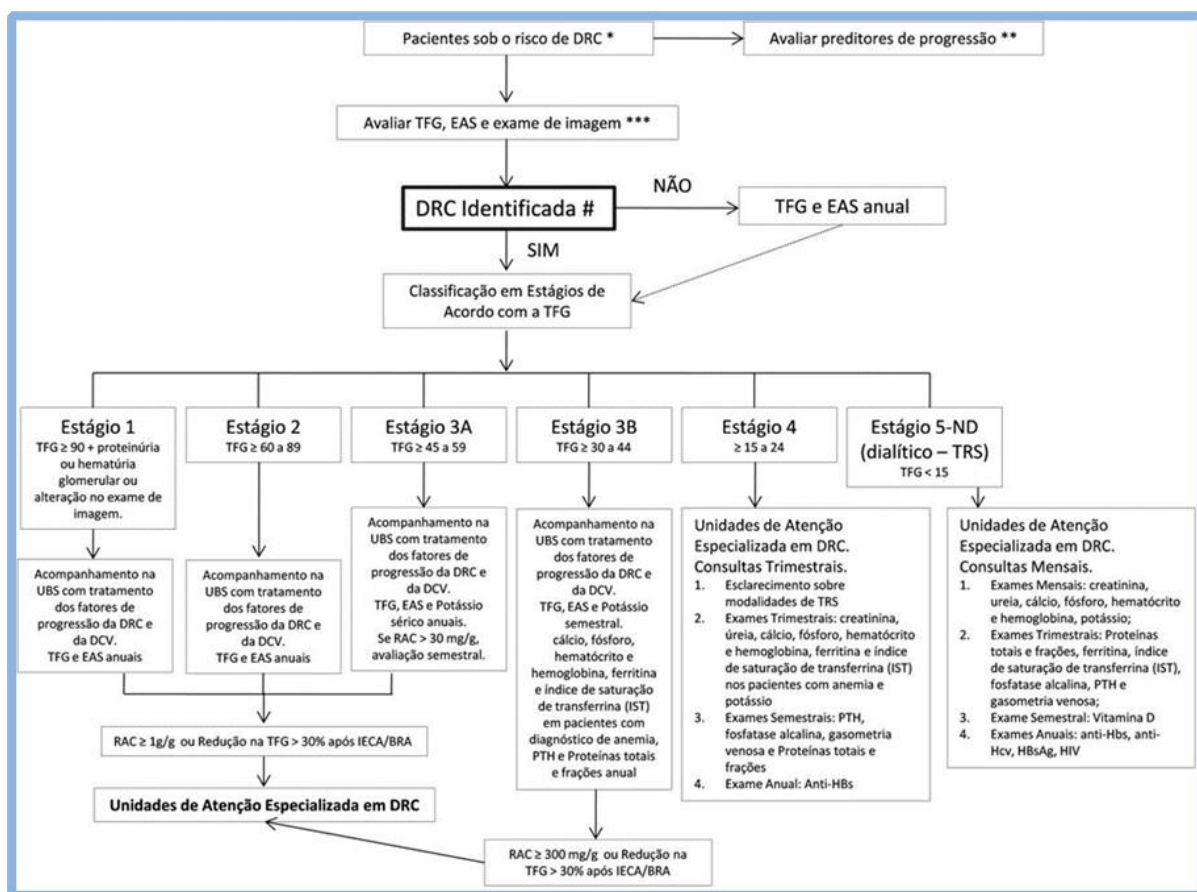 Pacientes sob o risco de DRC *
Avaliar preditores de progressão **
Avaliar TFG, EAS e exame de imagem ***
DRC Identificada #
NÃO
TFG e EAS anual
SIM
Classificação em Estágios de
Acordo com a TFG
Estágio 1
TFG ≥ 90 + proteinúria
ou hematúria
glomerular ou
alteração no exame de
imagem.
Acompanhamento na
UBS com tratamento
dos fatores de
progressão da DRC e
da DCV.
TFG e EAS anuais
Estágio 2
TFG ≥ 60 a 89
Acompanhamento na
UBS com tratamento
dos fatores de
progressão da DRC e
da DCV.
TFG e EAS anuais
Estágio 3A
TFG ≥ 45 a 59
Acompanhamento na
UBS com tratamento
dos fatores de
progressão da DRC e
da DCV.
TFG, EAS e Potássio
sérico anuais.
Se RAC > 30 mg/g,
avaliação semestral.
RAC ≥ 1g/g ou Redução na TFG > 30% após IECA/BRA
Unidades de Atenção Especializada em DRC
Estágio 3B
TFG ≥ 30 a 44
Acompanhamento na
UBS com tratamento
dos fatores de
progressão da DRC e
da DCV.
TFG, EAS e Potássio
semestral.
cálcio, fósforo,
hematócrito e
hemoglobina, ferritina
e índice de saturação
de transferrina (IST)
em pacientes com
diagnóstico de anemia,
PTH e Proteínas totais
e frações anual
RAC ≥ 300 mg/g ou Redução na
TFG > 30% após IECA/BRA
Estágio 4
≥ 15 a 24
Unidades de Atenção
Especializada em DRC.
Consultas Trimestrais.
1. Esclarecimento sobre
modalidades de TRS
2. Exames Trimestrais: creatinina,
úreia, cálcio, fósforo, hematócrito
e hemoglobina, ferritina e índice
de saturação de transferrina (IST)
nos pacientes com anemia e
potássio
3. Exames Semestrais: PTH,
fosfatase alcalina, gasometria
venosa e Proteínas totais e
frações
4. Exame Anual: Anti-HBs
Estágio 5-ND
(dialítico – TRS)
TFG < 15
Unidades de Atenção
Especializada em DRC.
Consultas Mensais.
1. Exames Mensais: creatinina,
ureia, cálcio, fósforo, hematócrito
e hemoglobina, potássio;
2. Exames Trimestrais: Proteínas
totais e frações, ferritina, índice
de saturação de transferrina (IST),
fosfatase alcalina, PTH e
gasometria venosa;
3. Exame Semestral: Vitamina D
4. Exames Anuais: anti-Hbs, anti-
Hcv, HBsAg, HIV